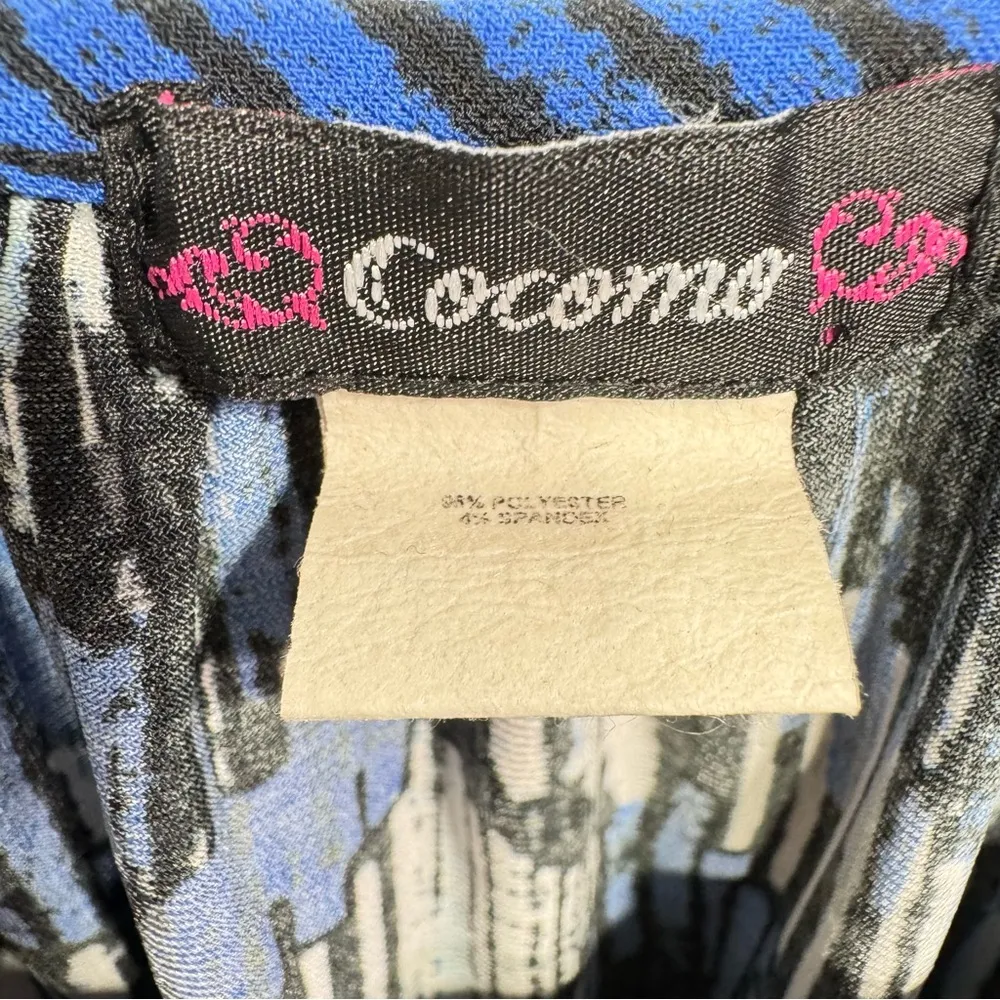 Cocomo
96% POLYESTER
4% SPANDEX